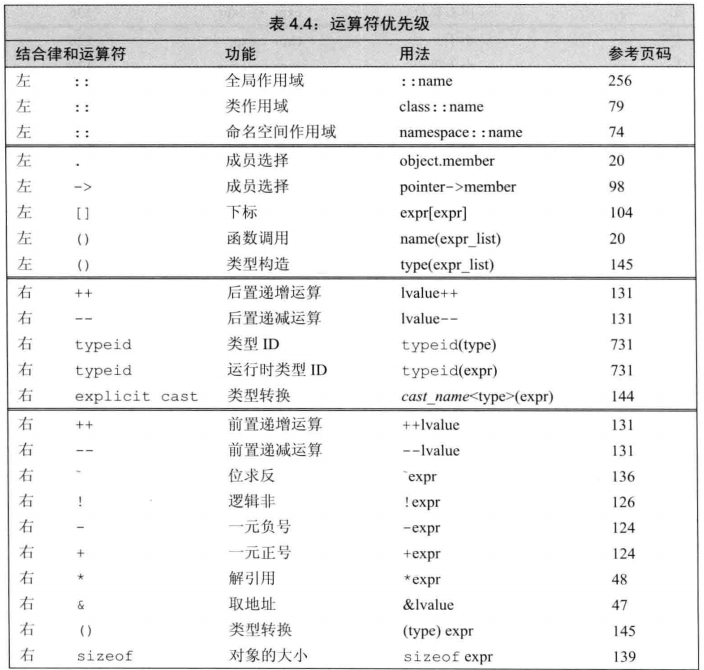 表 4.4：运算符优先级
结合律和运算符 功能 用法 参考页码
左 :: 全局作用域 ::name 256
左 :: 类作用域 class::name 79
左 :: 命名空间作用域 namespace::name 74
左 . 成员选择 object.member 20
左 -> 成员选择 pointer->member 98
左 [] 下标 expr[expr] 104
左 () 函数调用 name(expr_list) 20
左 () 类型构造 type(expr_list) 145
右 ++ 后置递增运算 lvalue++ 131
右 -- 后置递减运算 lvalue-- 131
右 typeid 类型 ID typeid(type) 731
右 typeid 运行时类型 ID typeid(expr) 731
右 explicit cast 类型转换 cast_name<type>(expr) 144
右 ++ 前置递增运算 ++lvalue 131
右 -- 前置递减运算 --lvalue 131
右 ~ 位求反 ~expr 136
右 ! 逻辑非 !expr 126
右 - 一元负号 -expr 124
右 + 一元正号 +expr 124
右 * 解引用 *expr 48
右 & 取地址 &lvalue 47
右 () 类型转换 (type) expr 145
右 sizeof 对象的大小 sizeof expr 139